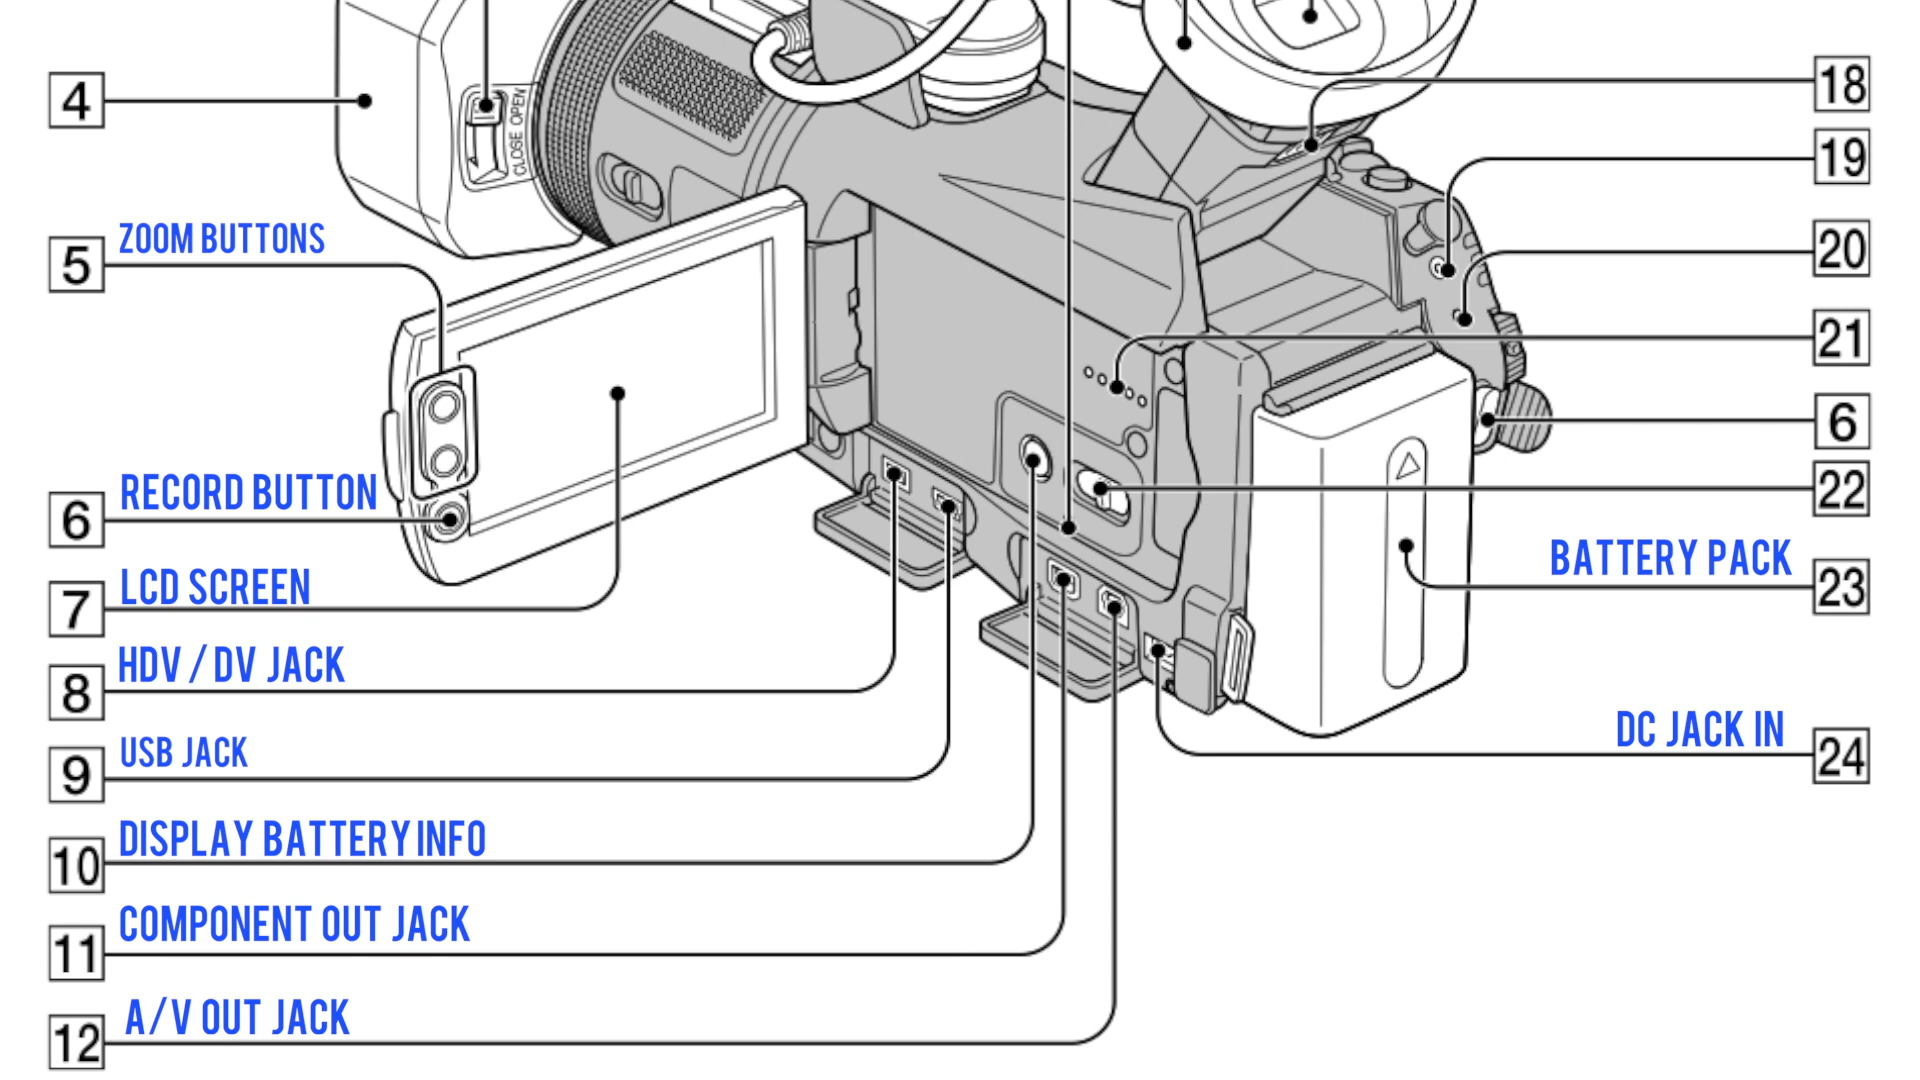 4
CLOSE OPEN
18
19
5 ZOOM BUTTONS
20
21
6
6 RECORD BUTTON
22
7 LCD SCREEN
BATTERY PACK 23
8 HDV / DV JACK
9 USB JACK
DC JACK IN 24
10 DISPLAY BATTERY INFO
11 COMPONENT OUT JACK
12 A/V OUT JACK